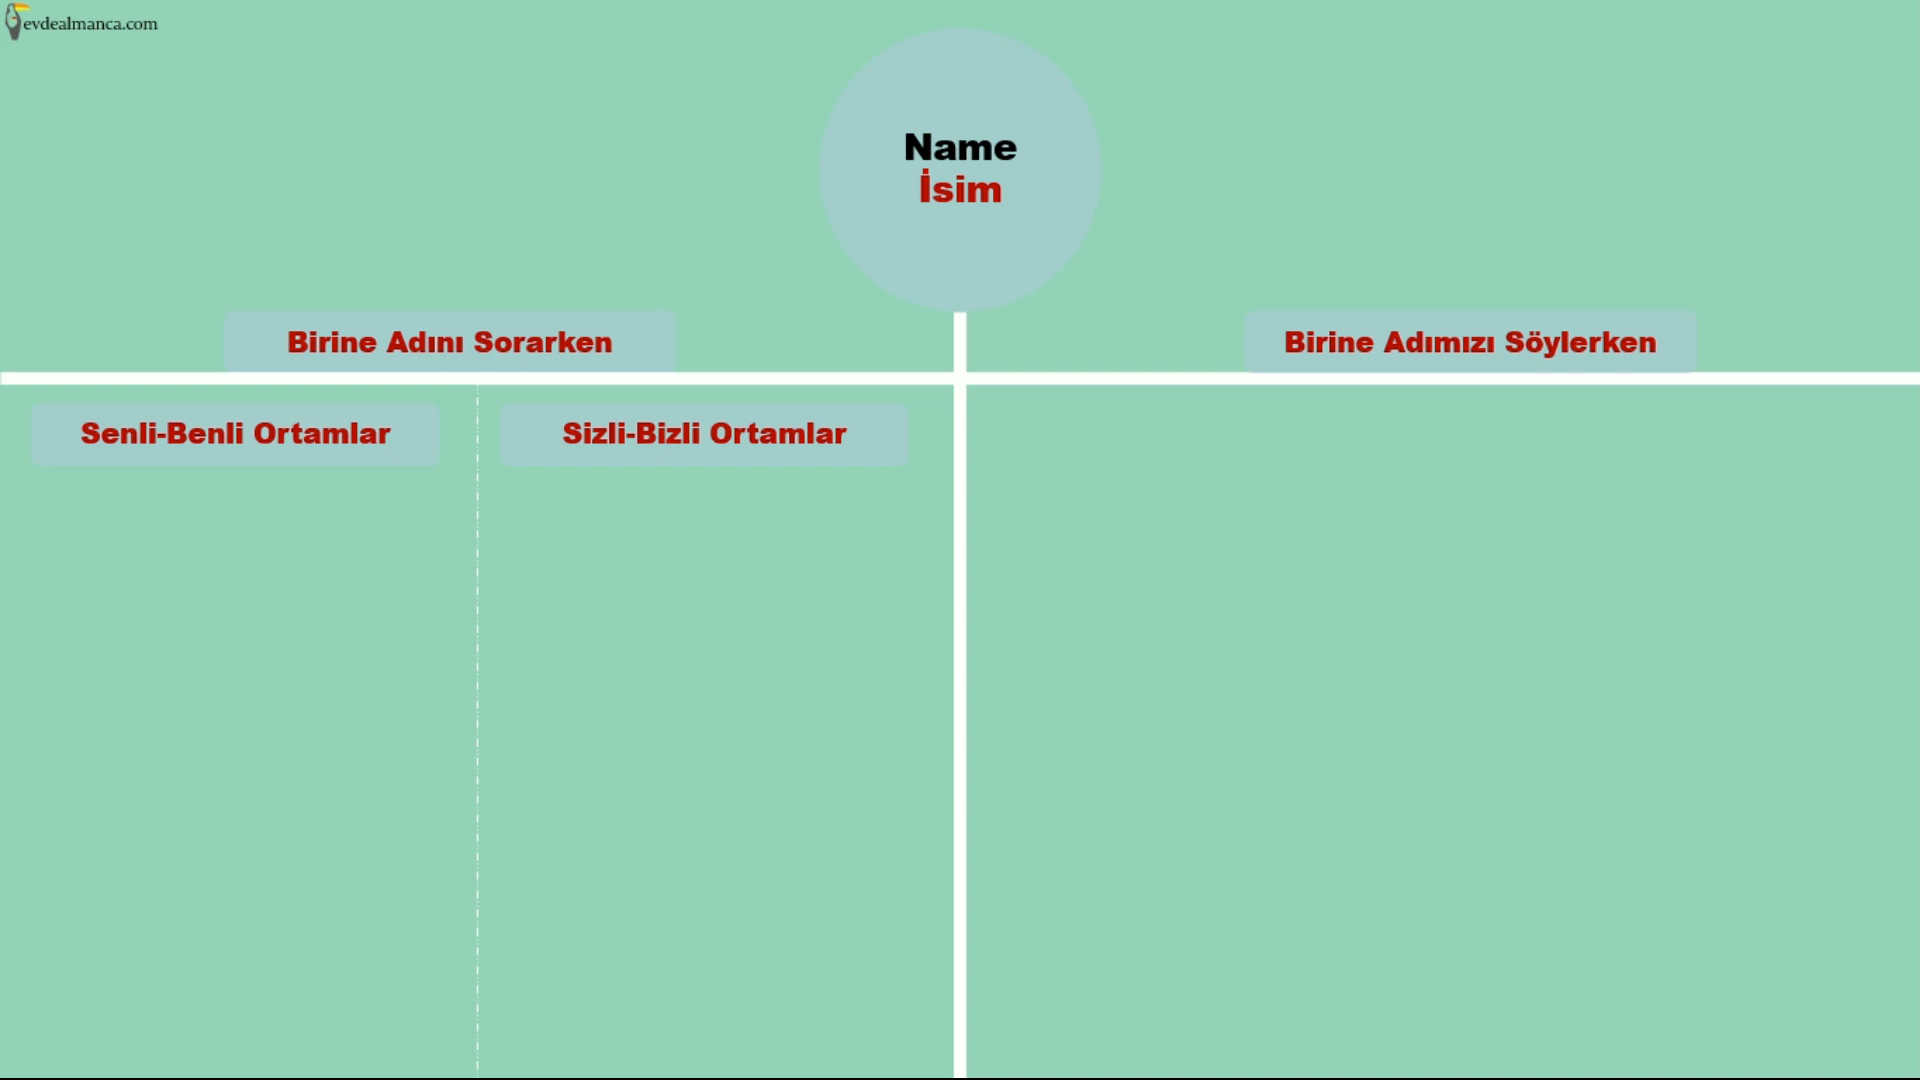 evdealmanca.com
Name
İsim
Birine Adını Sorarken
Birine Adımızı Söylerken
Senli-Benli Ortamlar
Sizli-Bizli Ortamlar